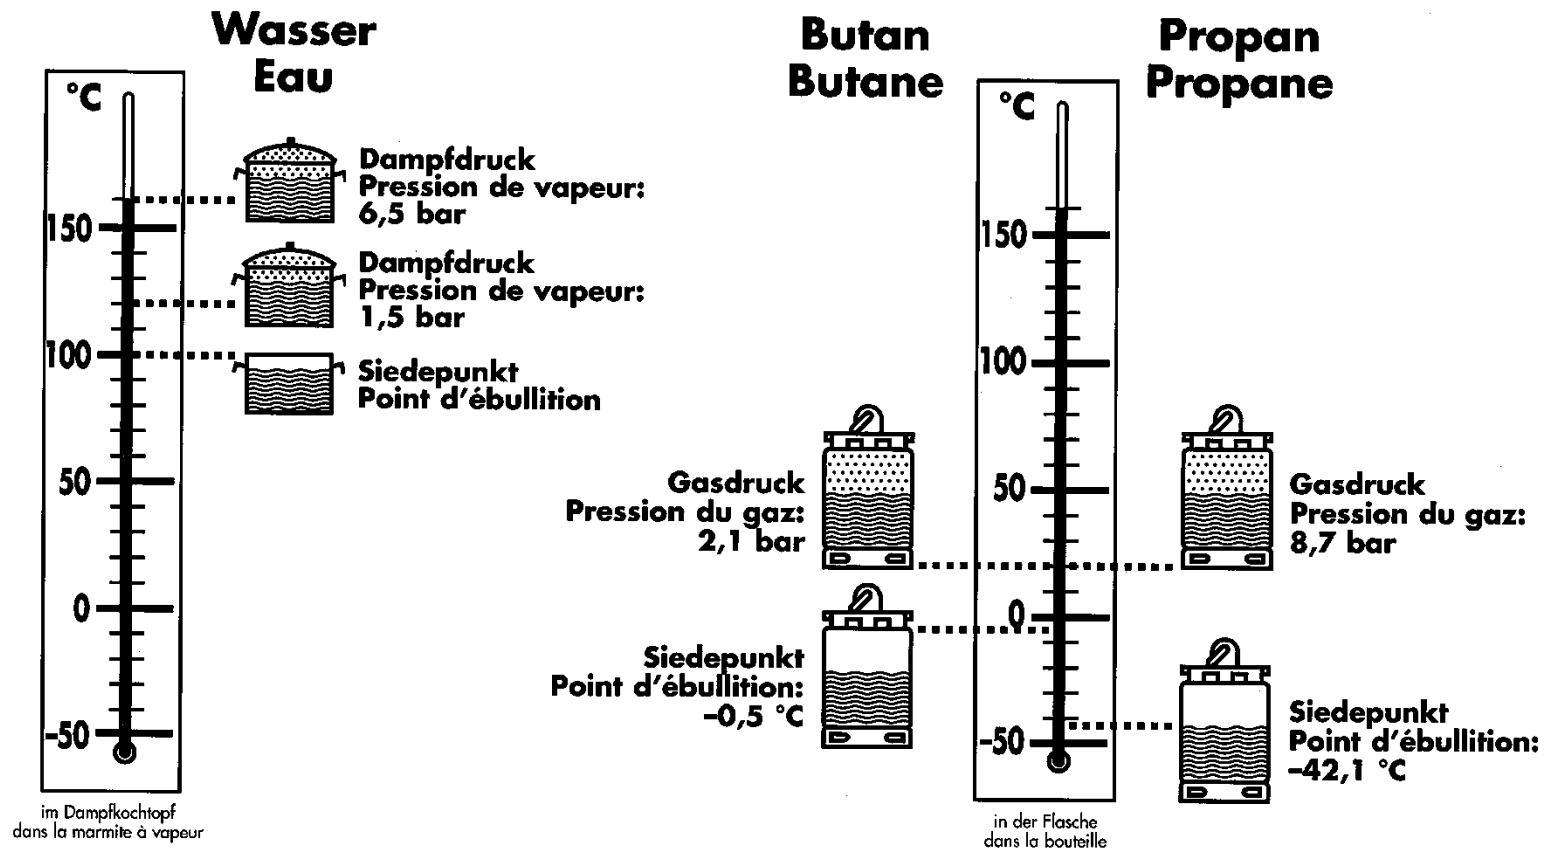 Wasser
Eau
°C
150
100
50
0
-50
Dampfdruck
Pression de vapeur:
6,5 bar
Dampfdruck
Pression de vapeur:
1,5 bar
Siedepunkt
Point d'ébullition
im Dampfkochtopf
dans la marmite à vapeur
Butan
Butane
Gasdruck
Pression du gaz:
2,1 bar
Siedepunkt
Point d'ébullition:
–0,5 °C
°C
150
100
50
0
-50
in der Flasche
dans la bouteille
Propan
Propane
Gasdruck
Pression du gaz:
8,7 bar
Siedepunkt
Point d'ébullition:
–42,1 °C